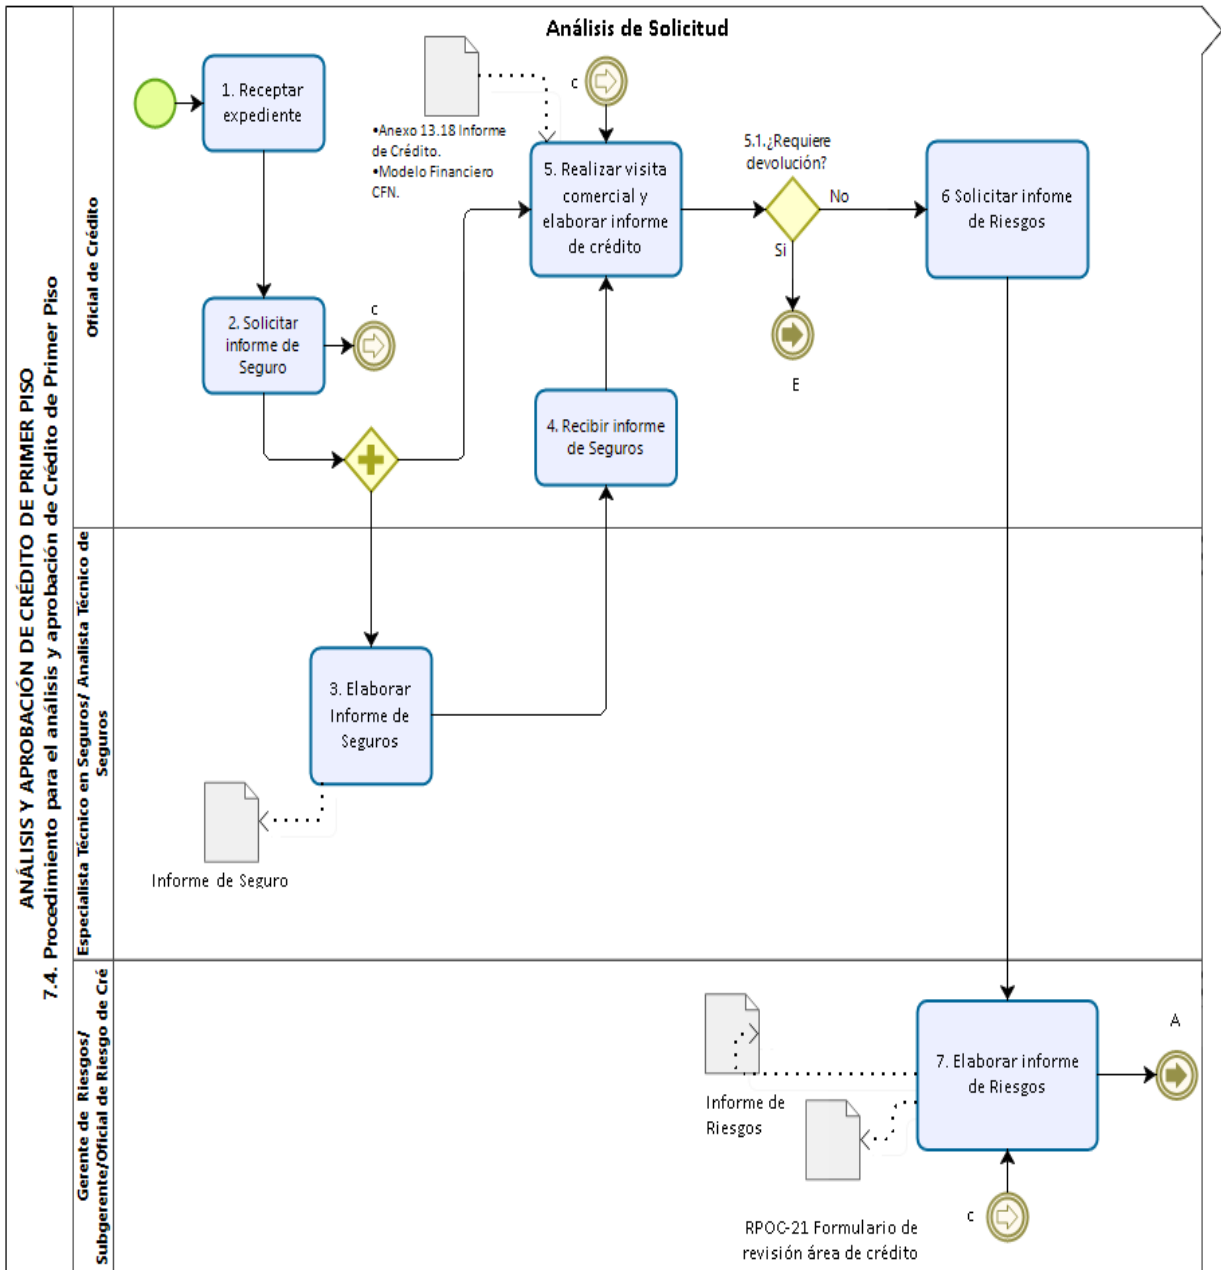 ANÁLISIS Y APROBACIÓN DE CRÉDITO DE PRIMER PISO
7.4. Procedimiento para el análisis y aprobación de Crédito de Primer Piso
Análisis de Solicitud
Oficial de Crédito
1. Receptar
expediente
•Anexo 13.18 Informe
de Crédito.
•Modelo Financiero
CFN.
c
5. Realizar visita
comercial y
elaborar informe
de crédito
5.1.¿Requiere
devolución?
No
Si
6 Solicitar infome
de Riesgos
2. Solicitar
informe de
Seguro
c
E
4. Recibir informe
de Seguros
Especialista Técnico en Seguros/ Analista Técnico de
Seguros
3. Elaborar
Informe de
Seguros
Informe de Seguro
Gerente de Riesgos/
Subgerente/Oficial de Riesgo de Cré
Informe de
Riesgos
7. Elaborar informe
de Riesgos
A
RPOC-21 Formulario de
revisión área de crédito
c